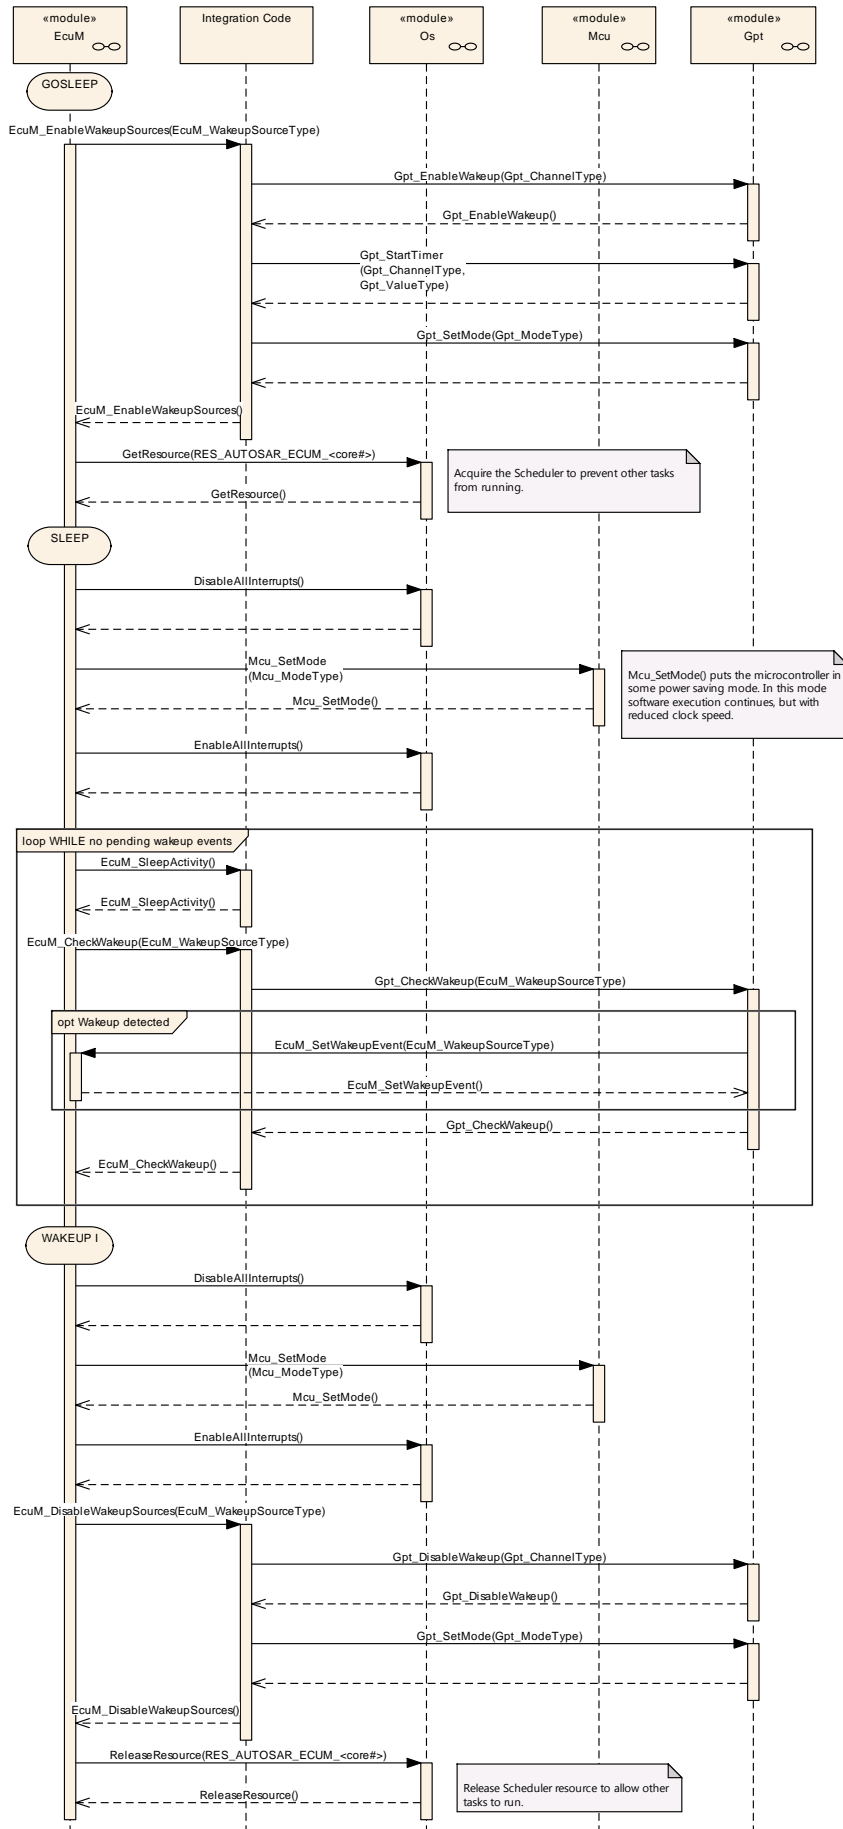 «module»
EcuM
Integration Code
«module»
Os
«module»
Mcu
«module»
Gpt
GOSLEEP
EcuM_EnableWakeupSources(EcuM_WakeupSourceType)
Gpt_EnableWakeup(Gpt_ChannelType)
Gpt_EnableWakeup()
Gpt_StartTimer
(Gpt_ChannelType,
Gpt_ValueType)
Gpt_SetMode(Gpt_ModeType)
EcuM_EnableWakeupSources()
GetResource(RES_AUTOSAR_ECUM_<core#>)
Acquire the Scheduler to prevent other tasks
from running.
GetResource()
SLEEP
DisableAllInterrupts()
Mcu_SetMode
(Mcu_ModeType)
Mcu_SetMode() puts the microcontroller in
some power saving mode. In this mode
software execution continues, but with
reduced clock speed.
Mcu_SetMode()
EnableAllInterrupts()
loop WHILE no pending wakeup events
EcuM_SleepActivity()
EcuM_SleepActivity()
EcuM_CheckWakeup(EcuM_WakeupSourceType)
Gpt_CheckWakeup(EcuM_WakeupSourceType)
opt Wakeup detected
EcuM_SetWakeupEvent(EcuM_WakeupSourceType)
EcuM_SetWakeupEvent()
Gpt_CheckWakeup()
EcuM_CheckWakeup()
WAKEUP I
DisableAllInterrupts()
Mcu_SetMode
(Mcu_ModeType)
Mcu_SetMode()
EnableAllInterrupts()
EcuM_DisableWakeupSources(EcuM_WakeupSourceType)
Gpt_DisableWakeup(Gpt_ChannelType)
Gpt_DisableWakeup()
Gpt_SetMode(Gpt_ModeType)
EcuM_DisableWakeupSources()
ReleaseResource(RES_AUTOSAR_ECUM_<core#>)
Release Scheduler resource to allow other
tasks to run.
ReleaseResource()